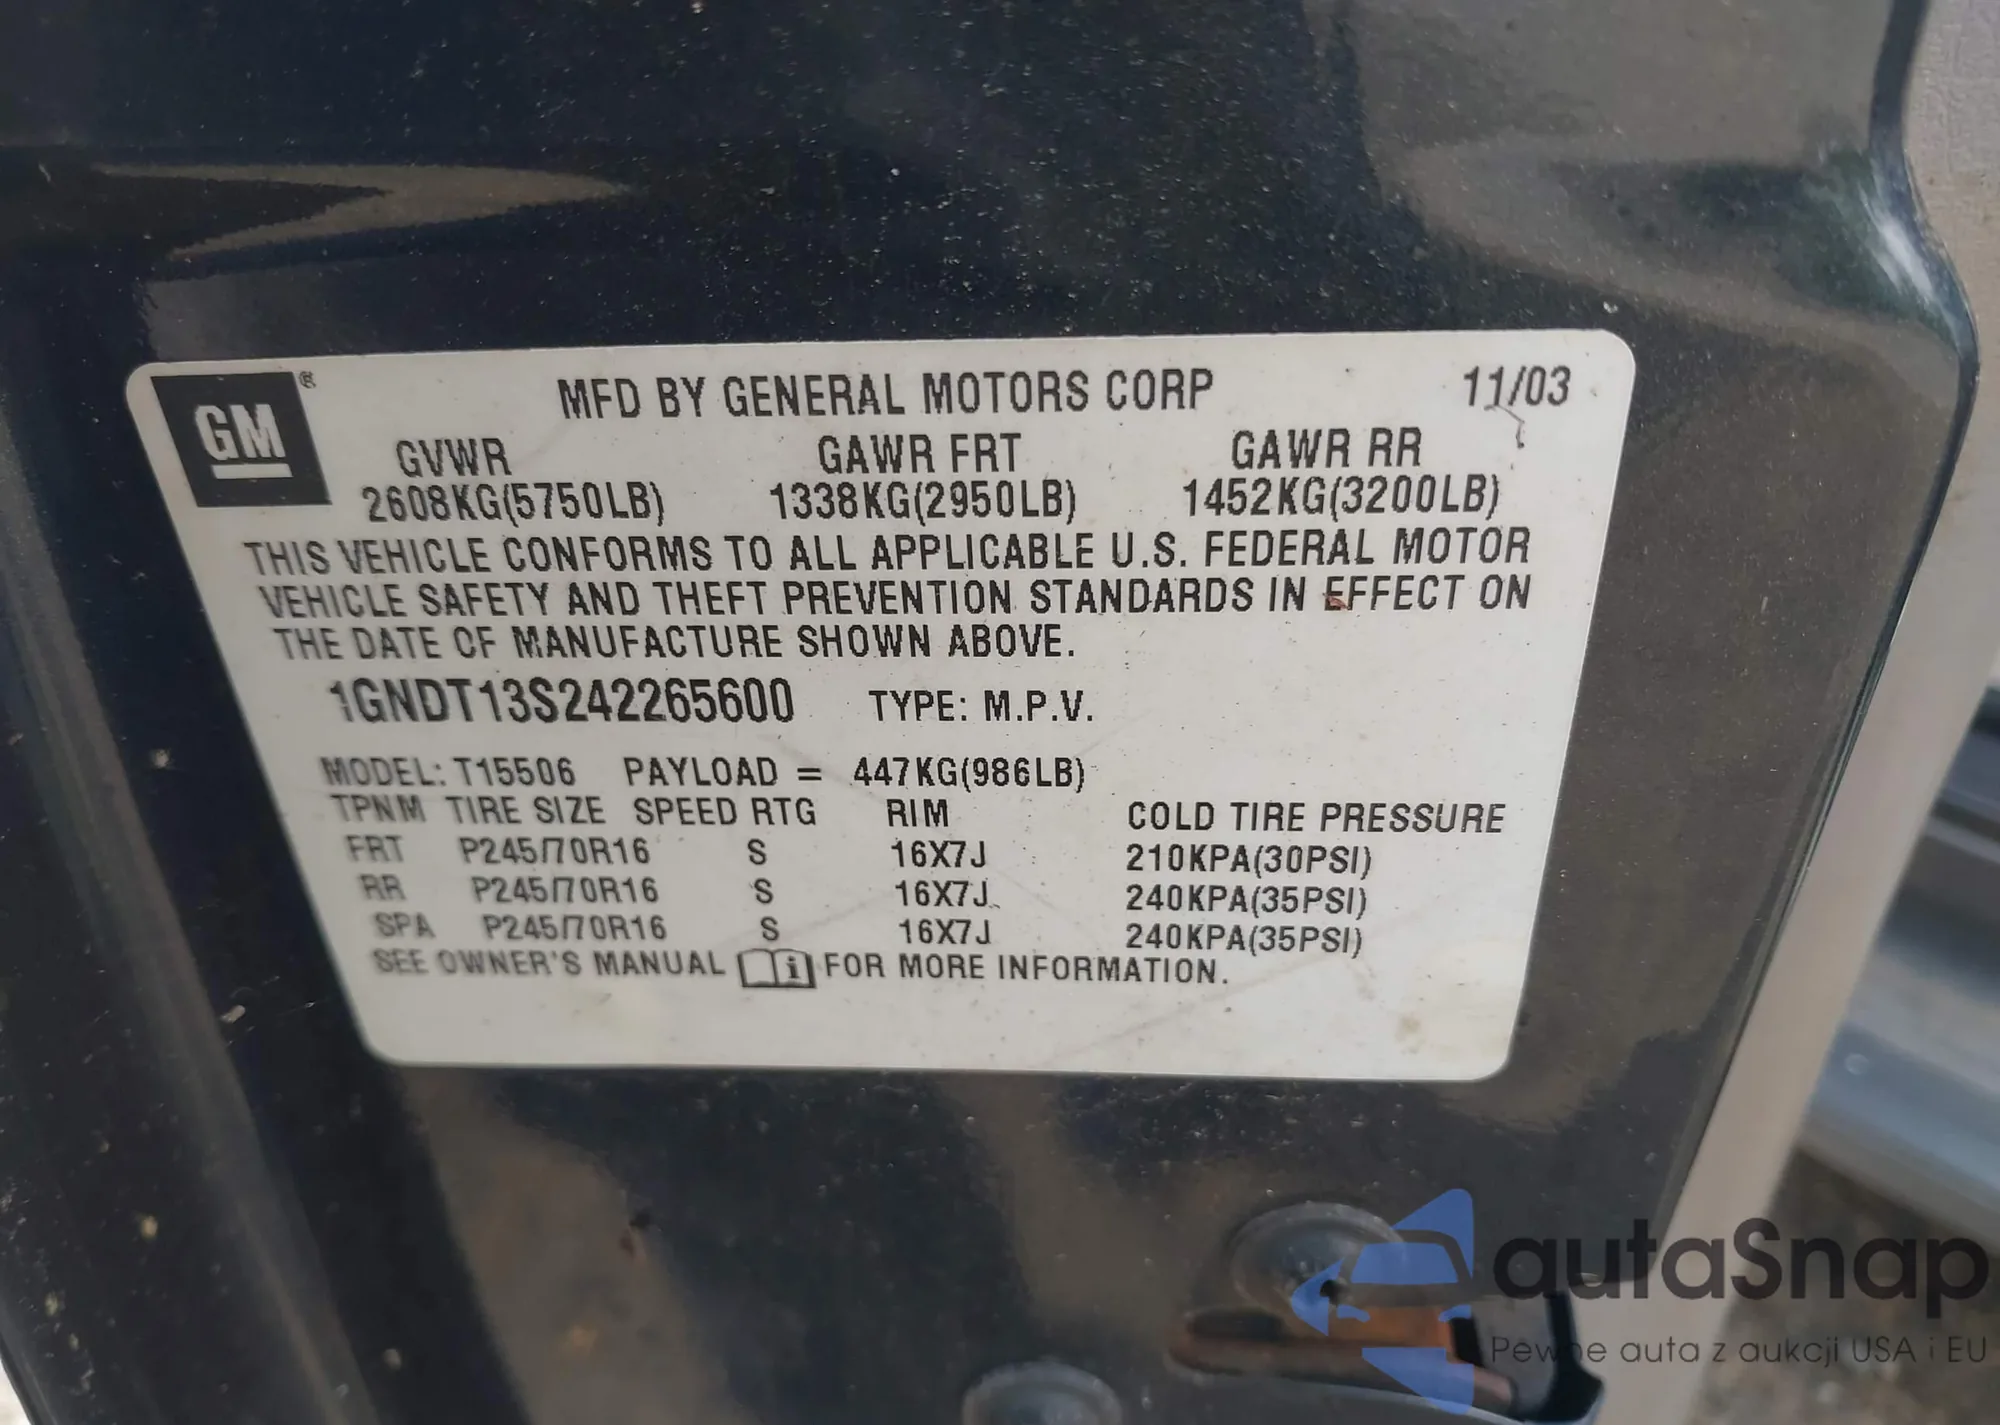 GM ®
MFD BY GENERAL MOTORS CORP 11/03
GVWR GAWR FRT GAWR RR
2608KG(5750LB) 1338KG(2950LB) 1452KG(3200LB)
THIS VEHICLE CONFORMS TO ALL APPLICABLE U.S. FEDERAL MOTOR
VEHICLE SAFETY AND THEFT PREVENTION STANDARDS IN EFFECT ON
THE DATE OF MANUFACTURE SHOWN ABOVE.
1GNDT13S242265600 TYPE: M.P.V.
MODEL: T15506 PAYLOAD = 447KG(986LB)
TPNM TIRE SIZE SPEED RTG RIM COLD TIRE PRESSURE
FRT P245/70R16 S 16X7J 210KPA(30PSI)
RR P245/70R16 S 16X7J 240KPA(35PSI)
SPA P245/70R16 S 16X7J 240KPA(35PSI)
SEE OWNER'S MANUAL i FOR MORE INFORMATION.
autaSnap
Pewne auta z aukcji USA i EU